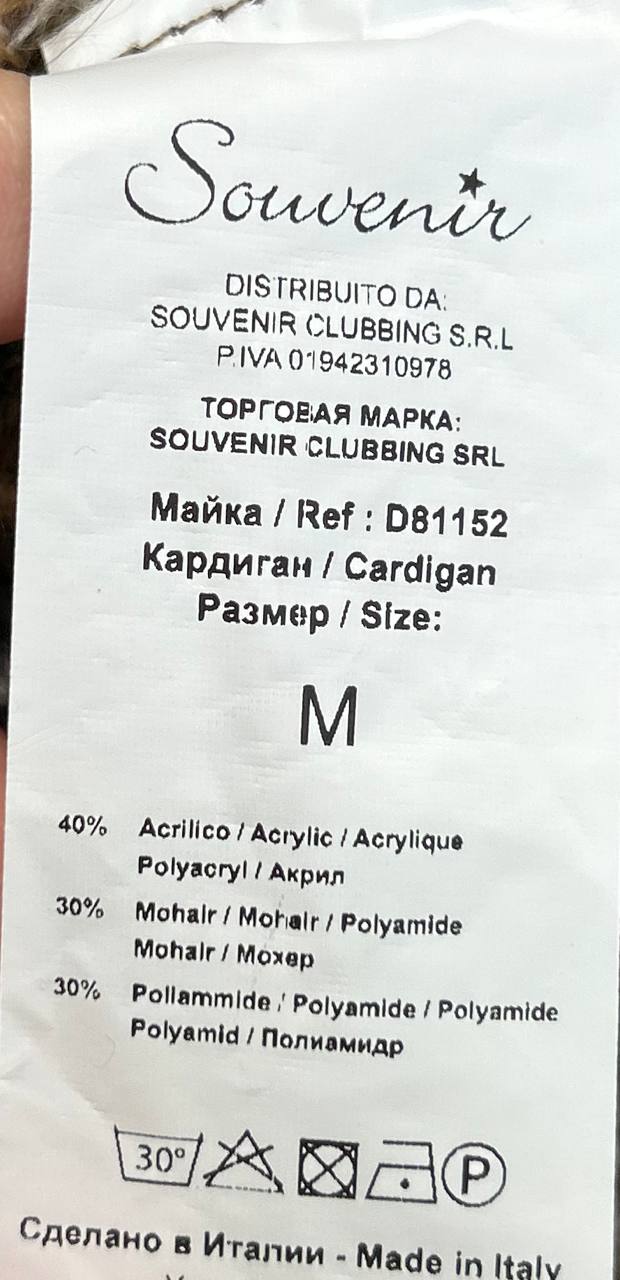 Souvenir
DISTRIBUITO DA:
SOUVENIR CLUBBING S.R.L
P.IVA 01942310978
ТОРГОВАЯ МАРКА:
SOUVENIR CLUBBING SRL
Майка / Ref : D81152
Кардиган / Cardigan
Размер / Size:
M
40% Acrilico / Acrylic / Acrylique
Polyacryl / Акрил
30% Mohair / Mohair / Polyamide
Mohair / Мохер
30% Poliammide / Polyamide / Polyamide
Polyamid / Полиамидр
30° P
Сделано в Италии - Made in Italy